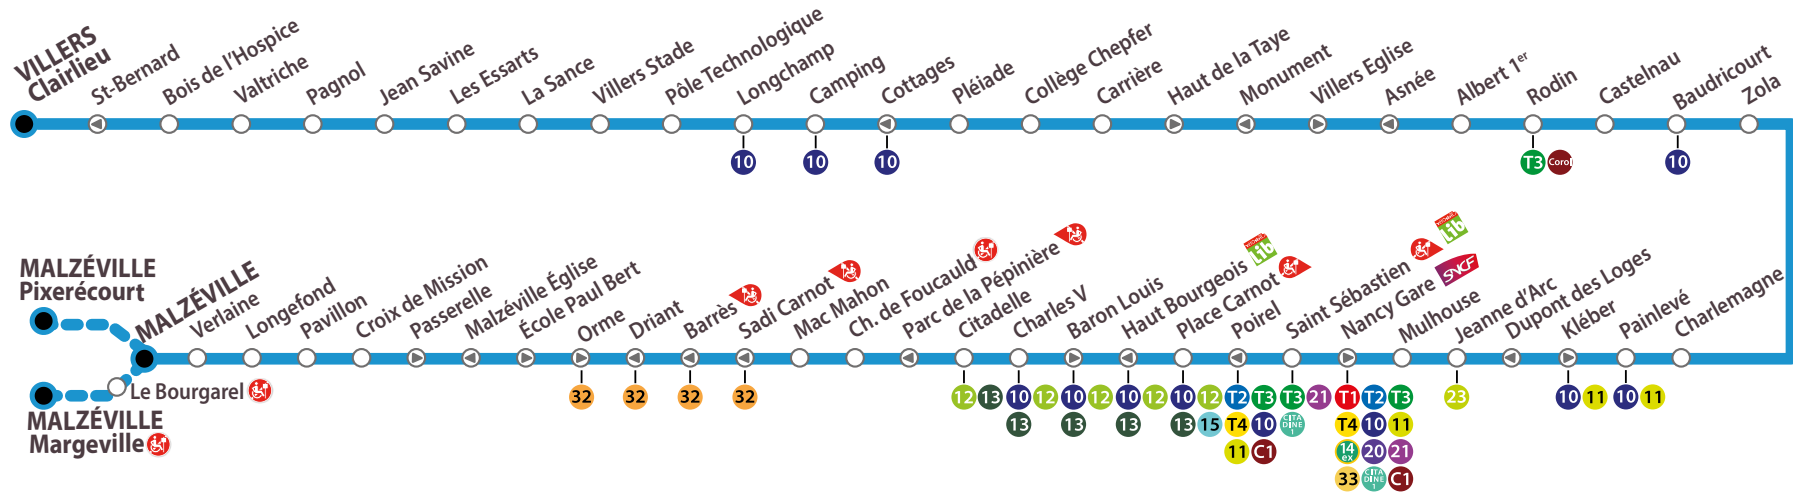 VILLERS
Clairlieu
St-Bernard
Bois de l'Hospice
Valtriche
Pagnol
Jean Savine
Les Essarts
La Sance
Villers Stade
Pôle Technologique
Longchamp
Camping
Cottages
Pléiade
Collège Chepfer
Carrière
Haut de la Taye
Monument
Villers Eglise
Asnée
Albert 1er
Rodin
Castelnau
Baudricourt
Zola
10
10
10
T3 Corol
10
MALZÉVILLE
Pixerécourt
MALZÉVILLE
Verlaine
Longefond
Pavillon
Croix de Mission
Passerelle
Malzéville Église
École Paul Bert
Orme
Driant
Barrès
Sadi Carnot
Mac Mahon
Ch. de Foucauld
Parc de la Pépinière
Citadelle
Charles V
Baron Louis
Haut Bourgeois
Lib
Place Carnot
Poirel
Saint Sébastien
Lib
Nancy Gare
SNCF
Mulhouse
Jeanne d'Arc
Dupont des Loges
Kléber
Painlevé
Charlemagne
Le Bourgarel
MALZÉVILLE
Margeville
32
32
32
32
12 13 10 12 10 12 10 12 10 12 T2 T3 T3 21 T1 T2 T3 23 10 11 10 11
13 13 13 13 15 T4 10 CITADINE 1 T4 10 11
11 C1 14 ex 20 21
33 CITADINE 1 C1